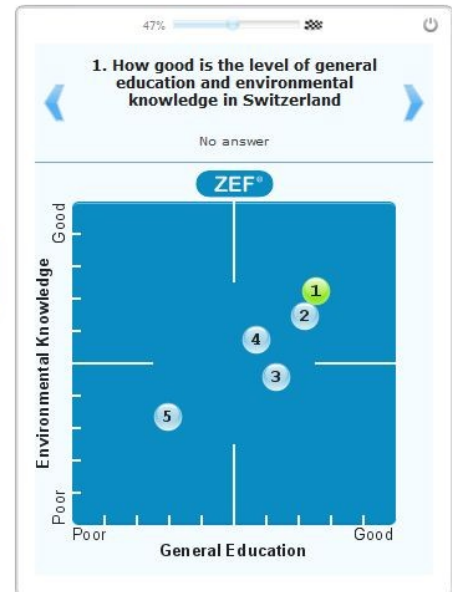 47%
1. How good is the level of general
education and environmental
knowledge in Switzerland
No answer
ZEF®
Good
Environmental Knowledge
Poor
1
2
4
3
5
Poor
Good
General Education